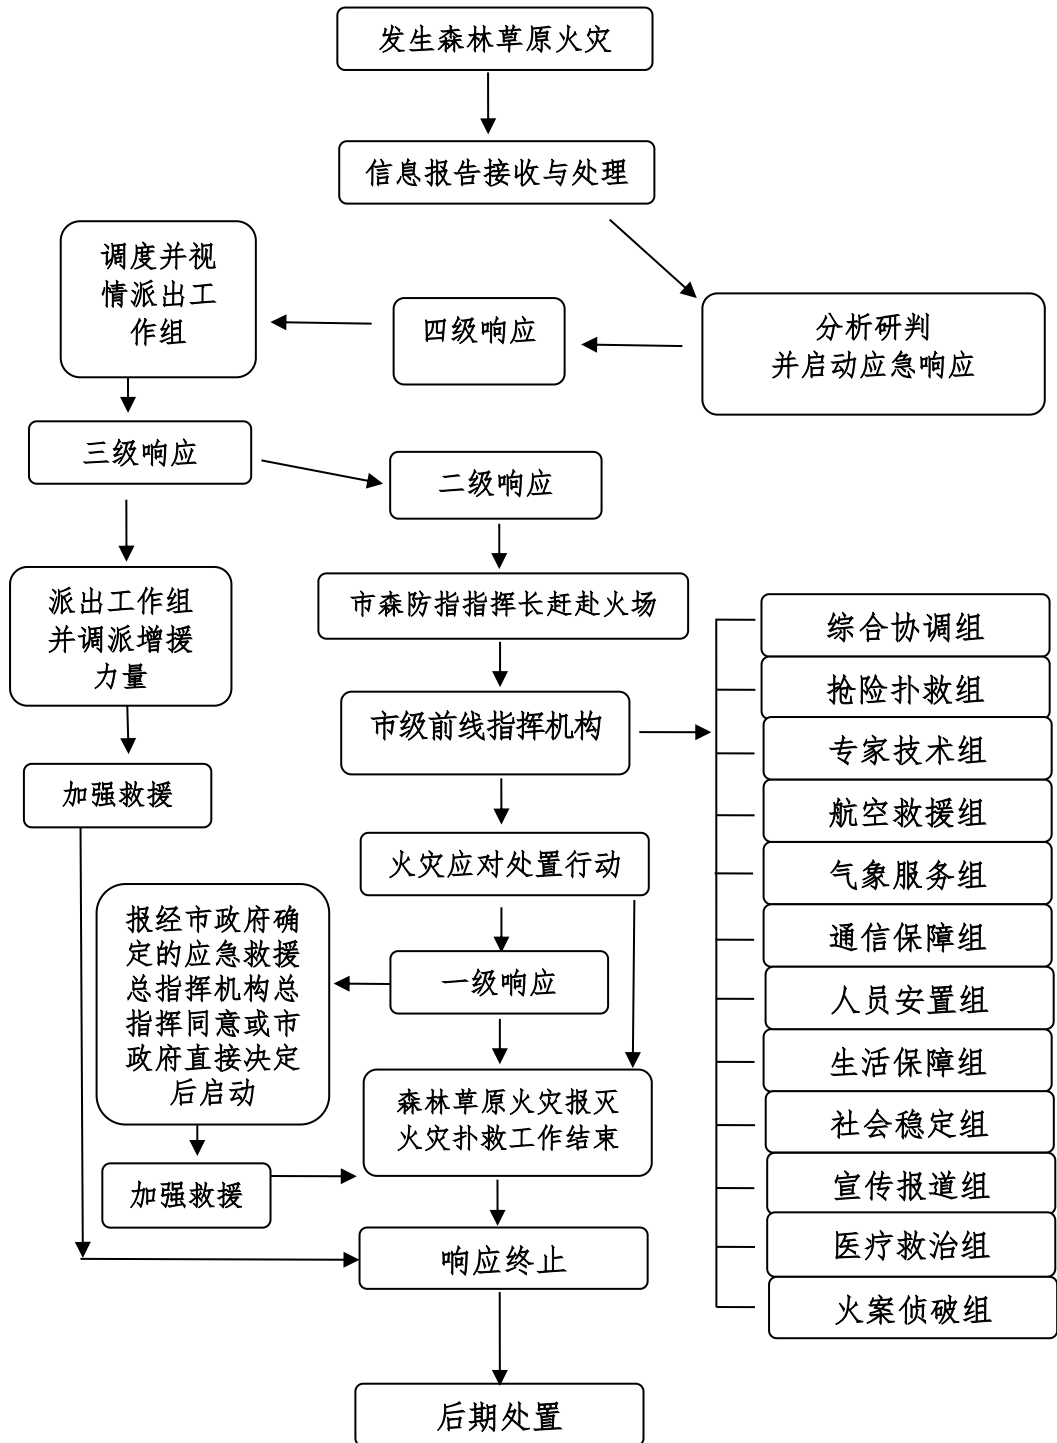 发生森林草原火灾
信息报告接收与处理
调度并视
情派出工
作组
四级响应
分析研判
并启动应急响应
三级响应
二级响应
派出工作组
并调派增援
力量
市森防指指挥长赶赴火场
市级前线指挥机构
加强救援
火灾应对处置行动
报经市政府确
定的应急救援
总指挥机构总
指挥同意或市
政府直接决定
后启动
一级响应
森林草原火灾报灭
火灾扑救工作结束
加强救援
响应终止
后期处置
综合协调组
抢险扑救组
专家技术组
航空救援组
气象服务组
通信保障组
人员安置组
生活保障组
社会稳定组
宣传报道组
医疗救治组
火案侦破组